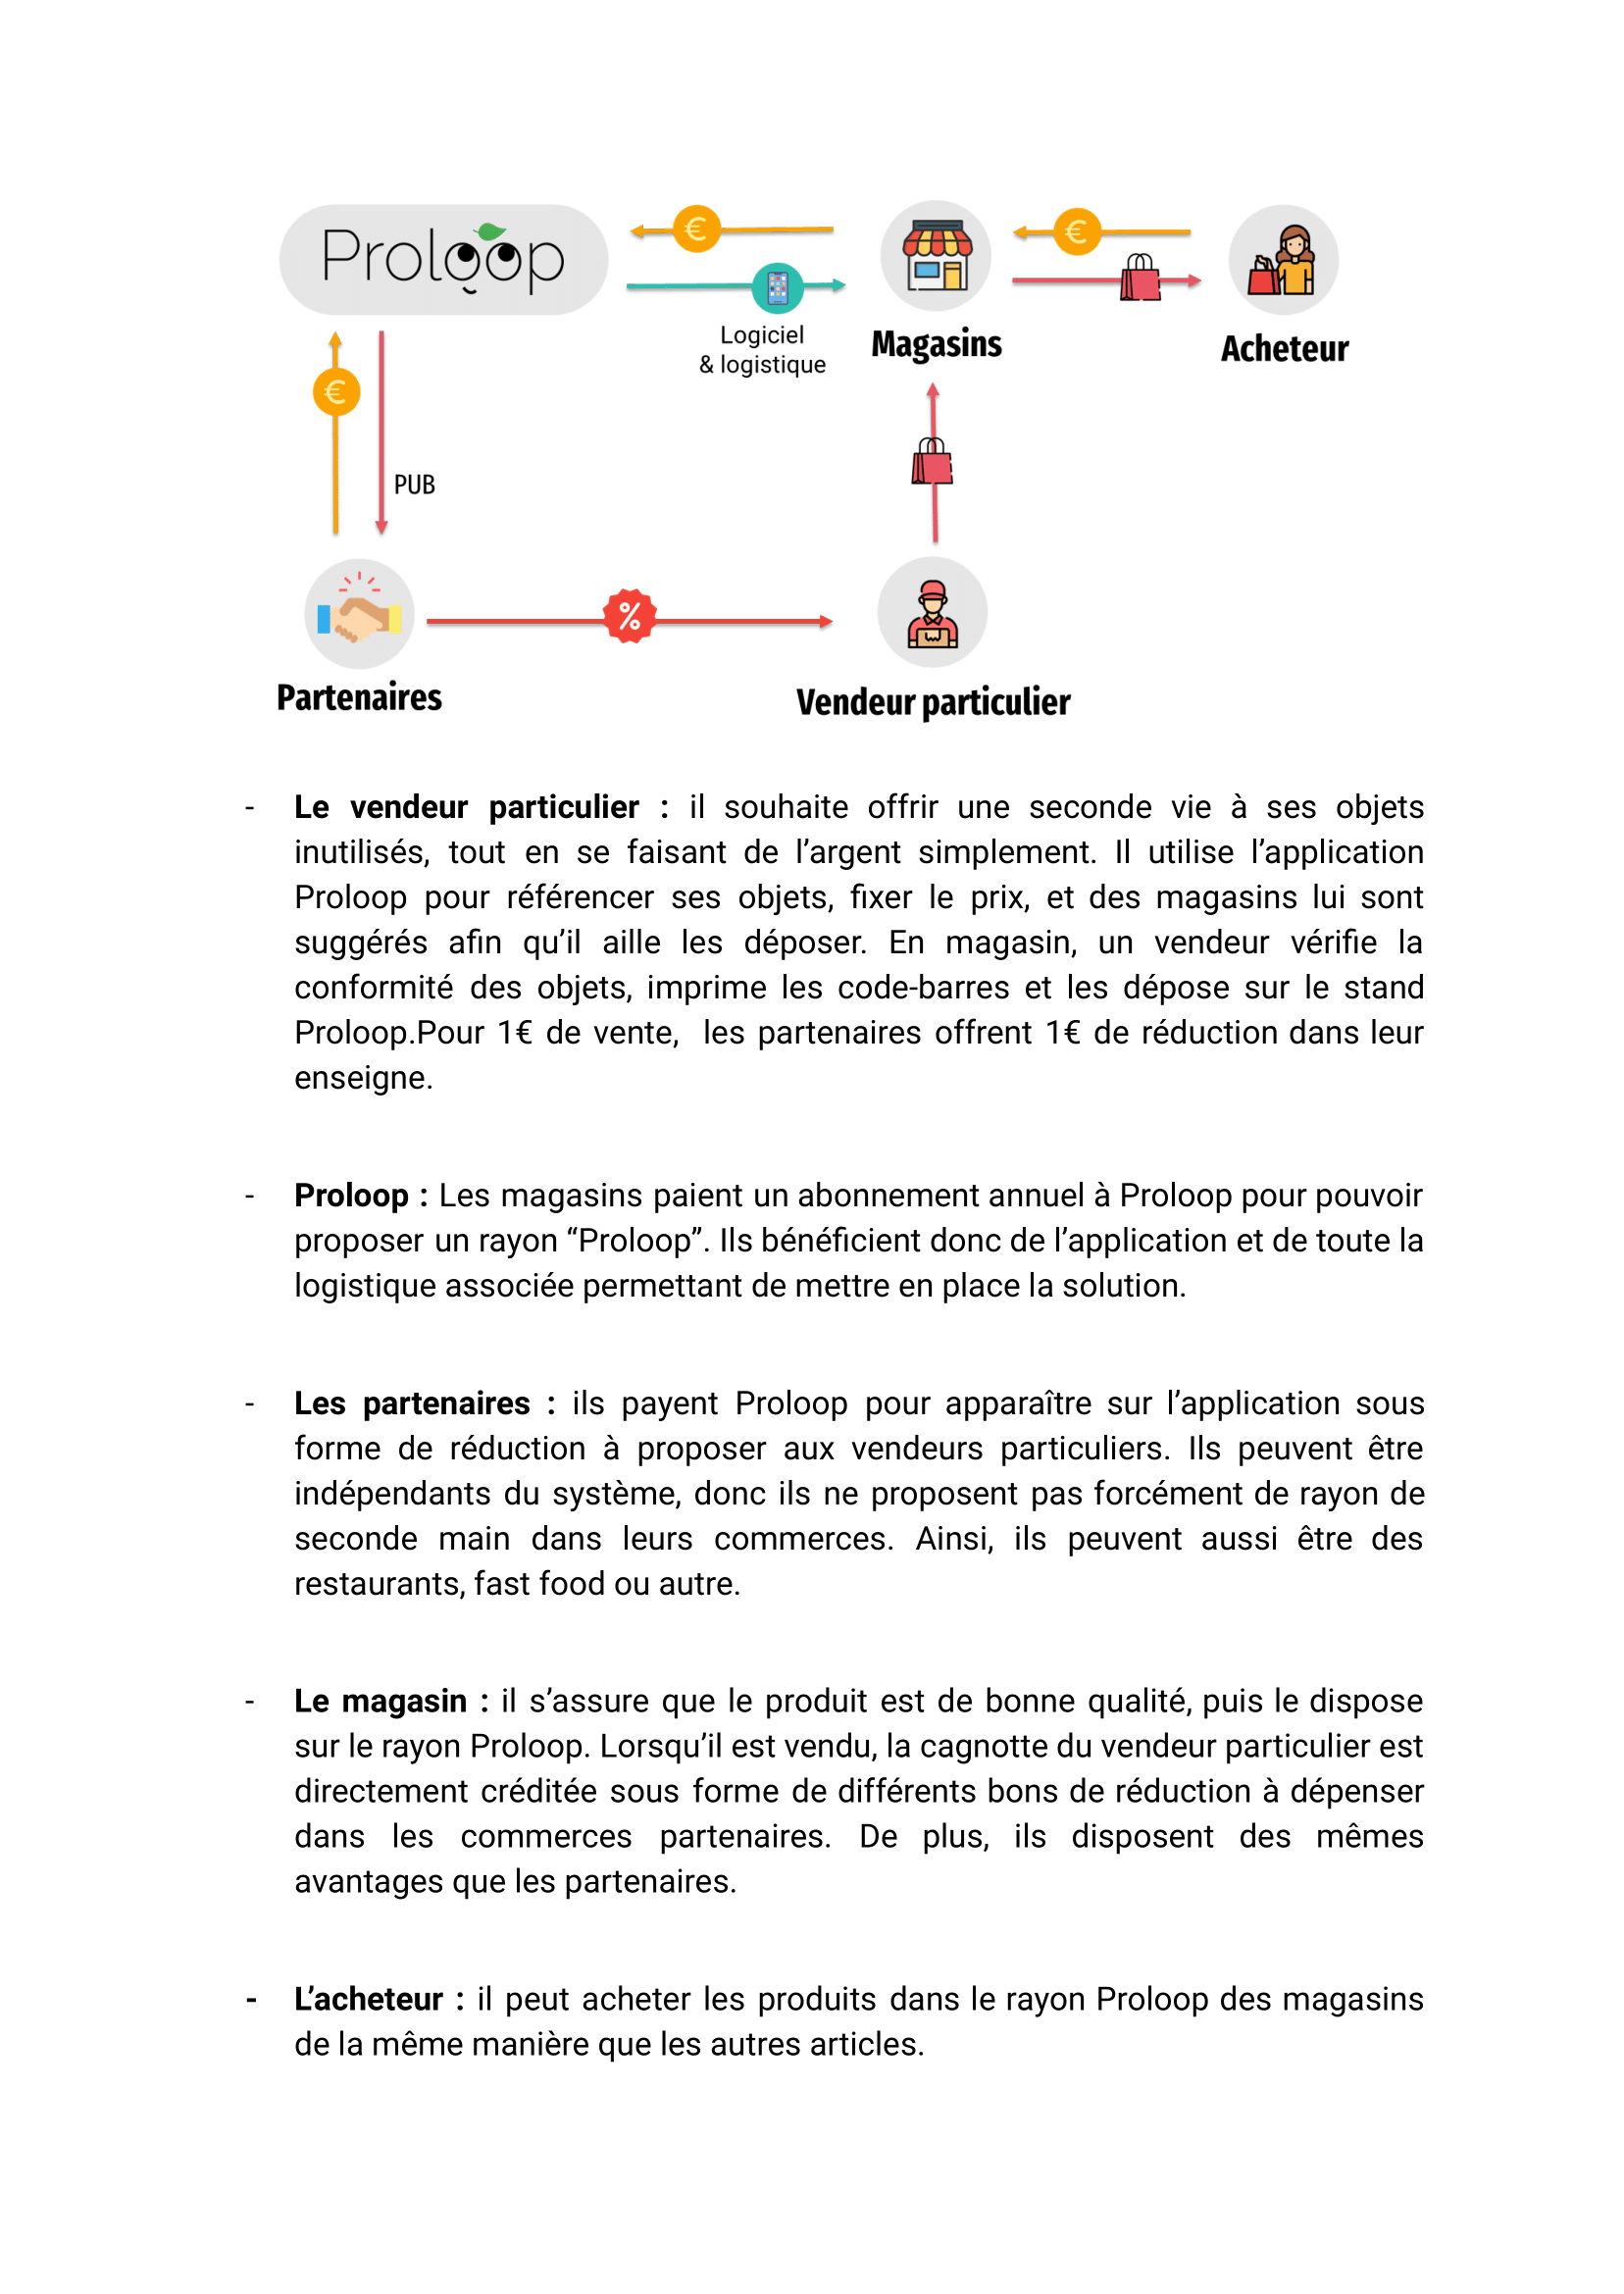 Proloop
€
€
Logiciel
& logistique
Magasins
Acheteur
€
PUB
%
Partenaires
Vendeur particulier
- Le vendeur particulier : il souhaite offrir une seconde vie à ses objets
inutilisés, tout en se faisant de l’argent simplement. Il utilise l’application
Proloop pour référencer ses objets, fixer le prix, et des magasins lui sont
suggérés afin qu’il aille les déposer. En magasin, un vendeur vérifie la
conformité des objets, imprime les code-barres et les dépose sur le stand
Proloop.Pour 1€ de vente, les partenaires offrent 1€ de réduction dans leur
enseigne.
- Proloop : Les magasins paient un abonnement annuel à Proloop pour pouvoir
proposer un rayon “Proloop”. Ils bénéficient donc de l’application et de toute la
logistique associée permettant de mettre en place la solution.
- Les partenaires : ils payent Proloop pour apparaître sur l’application sous
forme de réduction à proposer aux vendeurs particuliers. Ils peuvent être
indépendants du système, donc ils ne proposent pas forcément de rayon de
seconde main dans leurs commerces. Ainsi, ils peuvent aussi être des
restaurants, fast food ou autre.
- Le magasin : il s’assure que le produit est de bonne qualité, puis le dispose
sur le rayon Proloop. Lorsqu’il est vendu, la cagnotte du vendeur particulier est
directement créditée sous forme de différents bons de réduction à dépenser
dans les commerces partenaires. De plus, ils disposent des mêmes
avantages que les partenaires.
- L’acheteur : il peut acheter les produits dans le rayon Proloop des magasins
de la même manière que les autres articles.